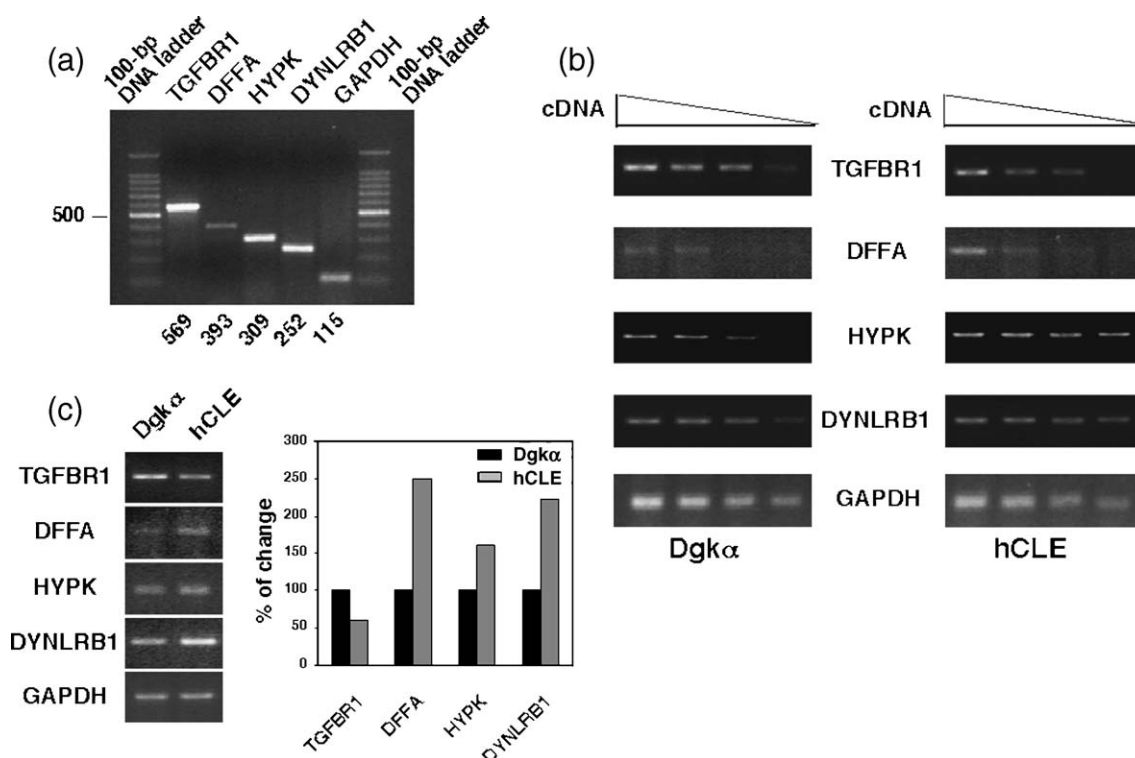 (a)
100-bp
DNA ladder
TGFBR1
DFFA
HYPK
DYNLRB1
GAPDH
100-bp
DNA ladder
500
569
393
309
252
115
(b)
cDNA
cDNA
TGFBR1
DFFA
HYPK
DYNLRB1
GAPDH
Dgkα
hCLE
(c)
Dgkα
hCLE
TGFBR1
DFFA
HYPK
DYNLRB1
GAPDH
% of change
300
250
200
150
100
50
0
Dgkα
hCLE
TGFBR1
DFFA
HYPK
DYNLRB1